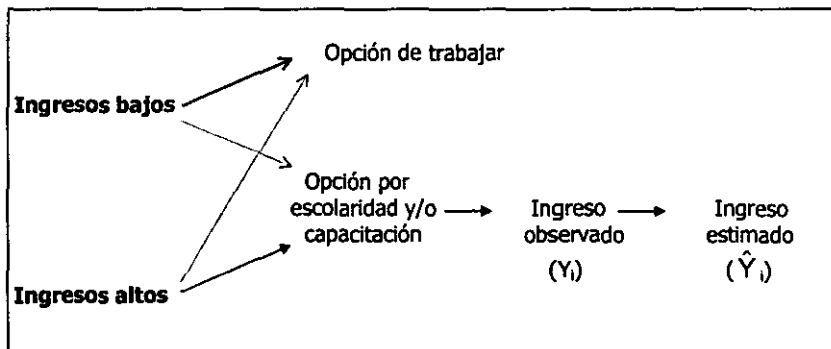 Opción de trabajar
Ingresos bajos
Opción por
escolaridad y/o
capacitación
Ingreso
observado
(Yᵢ)
Ingreso
estimado
(Ŷᵢ)
Ingresos altos